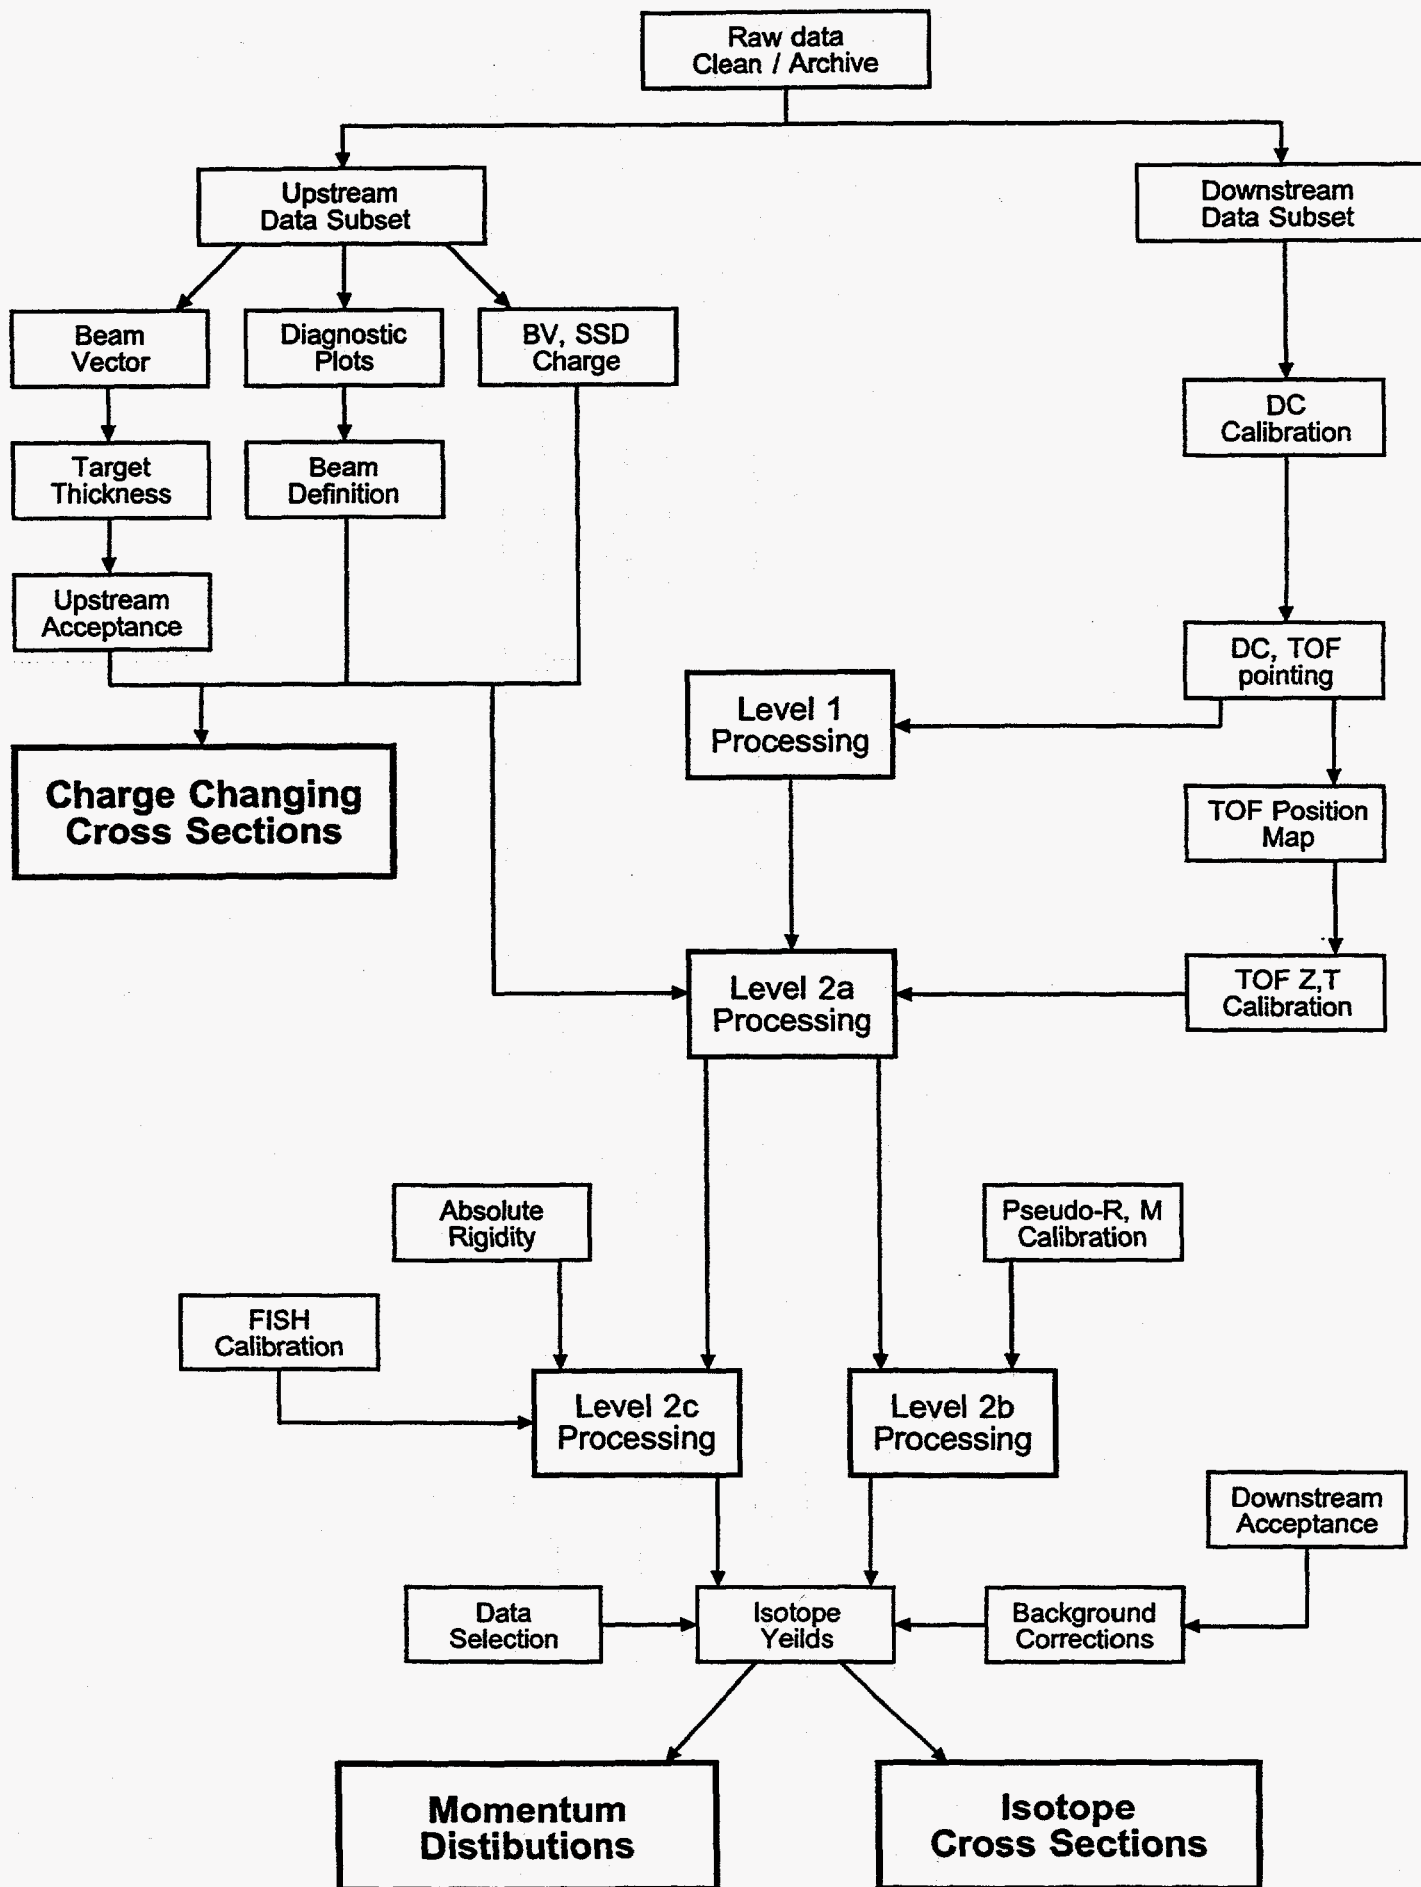 Raw data
Clean / Archive
Upstream
Data Subset
Downstream
Data Subset
Beam
Vector
Diagnostic
Plots
BV, SSD
Charge
DC
Calibration
Target
Thickness
Beam
Definition
Upstream
Acceptance
DC, TOF
pointing
Level 1
Processing
Charge Changing
Cross Sections
TOF Position
Map
Level 2a
Processing
TOF Z,T
Calibration
Absolute
Rigidity
Pseudo-R, M
Calibration
FISH
Calibration
Level 2c
Processing
Level 2b
Processing
Downstream
Acceptance
Data
Selection
Isotope
Yeilds
Background
Corrections
Momentum
Distibutions
Isotope
Cross Sections